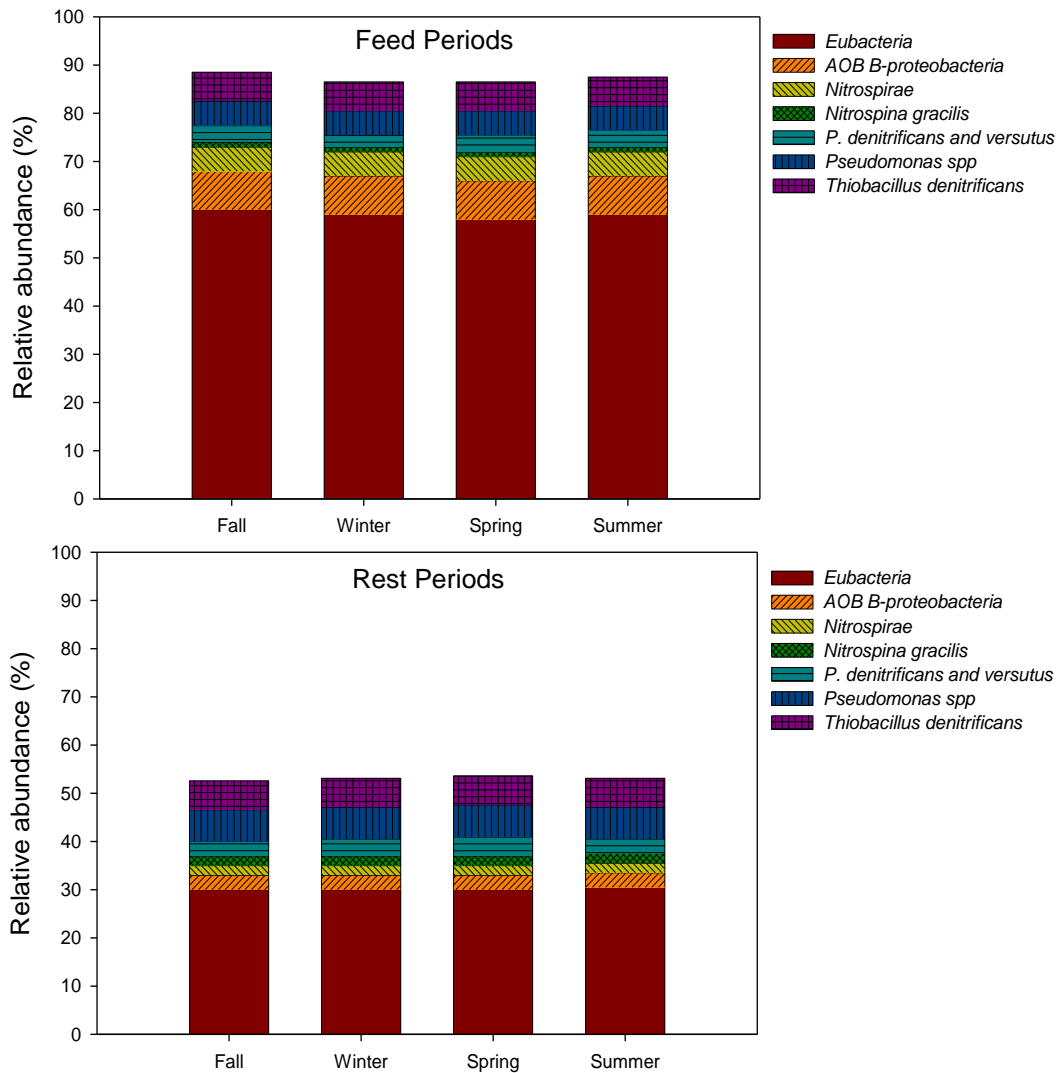 Feed Periods
Relative abundance (%)
100
90
80
70
60
50
40
30
20
10
0
Fall Winter Spring Summer
Eubacteria
AOB B-proteobacteria
Nitrospirae
Nitrospina gracilis
P. denitrificans and versutus
Pseudomonas spp
Thiobacillus denitrificans
Rest Periods
Relative abundance (%)
100
90
80
70
60
50
40
30
20
10
0
Fall Winter Spring Summer
Eubacteria
AOB B-proteobacteria
Nitrospirae
Nitrospina gracilis
P. denitrificans and versutus
Pseudomonas spp
Thiobacillus denitrificans